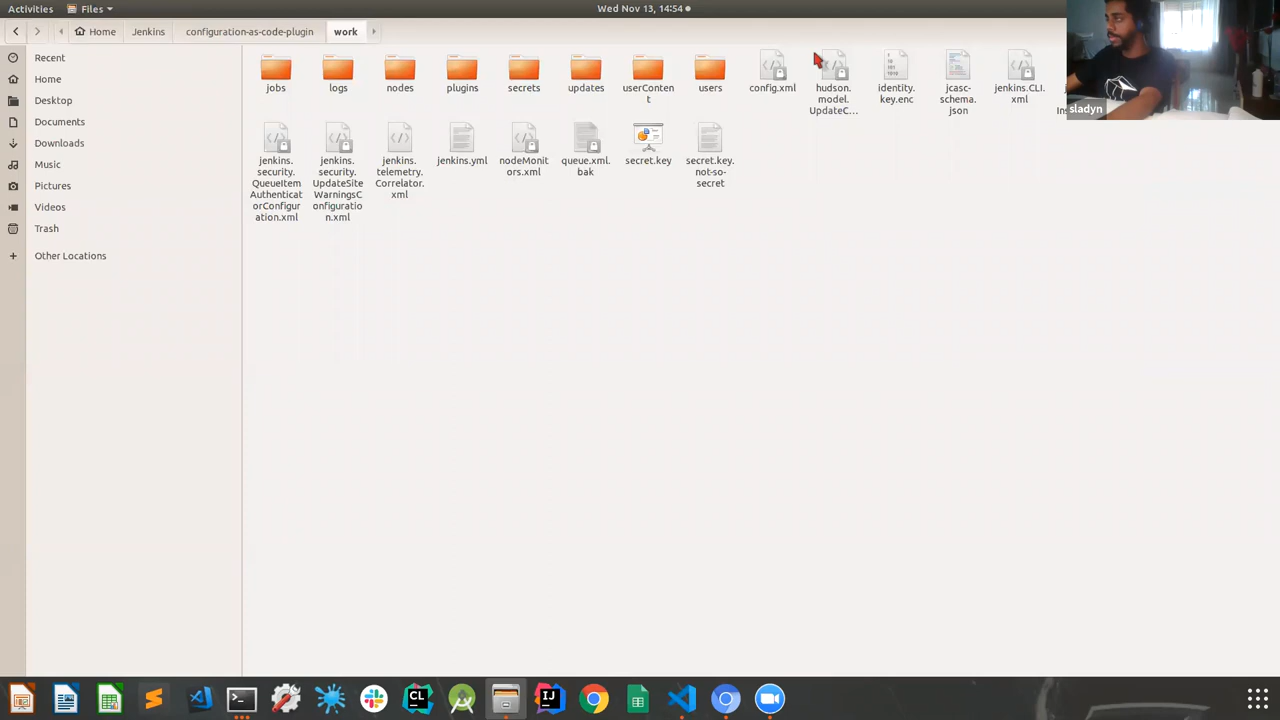 Activities
Files
Wed Nov 13, 14:54
Home
Jenkins
configuration-as-code-plugin
work
Recent
Home
Desktop
Documents
Downloads
Music
Pictures
Videos
Trash
Other Locations
jobs
logs
nodes
plugins
secrets
updates
userConten
t
users
config.xml
hudson.
model.
UpdateC...
identity.
key.enc
jcasc-
schema.
json
jenkins.CLI.
xml
jenkins.
security.
QueueItem
Authenticat
orConfigur
ation.xml
jenkins.
security.
UpdateSite
WarningsC
onfiguratio
n.xml
jenkins.
telemetry.
Correlator.
xml
jenkins.yml
nodeMonit
ors.xml
queue.xml.
bak
secret.key
secret.key.
not-so-
secret
sladyn
CL
IJ